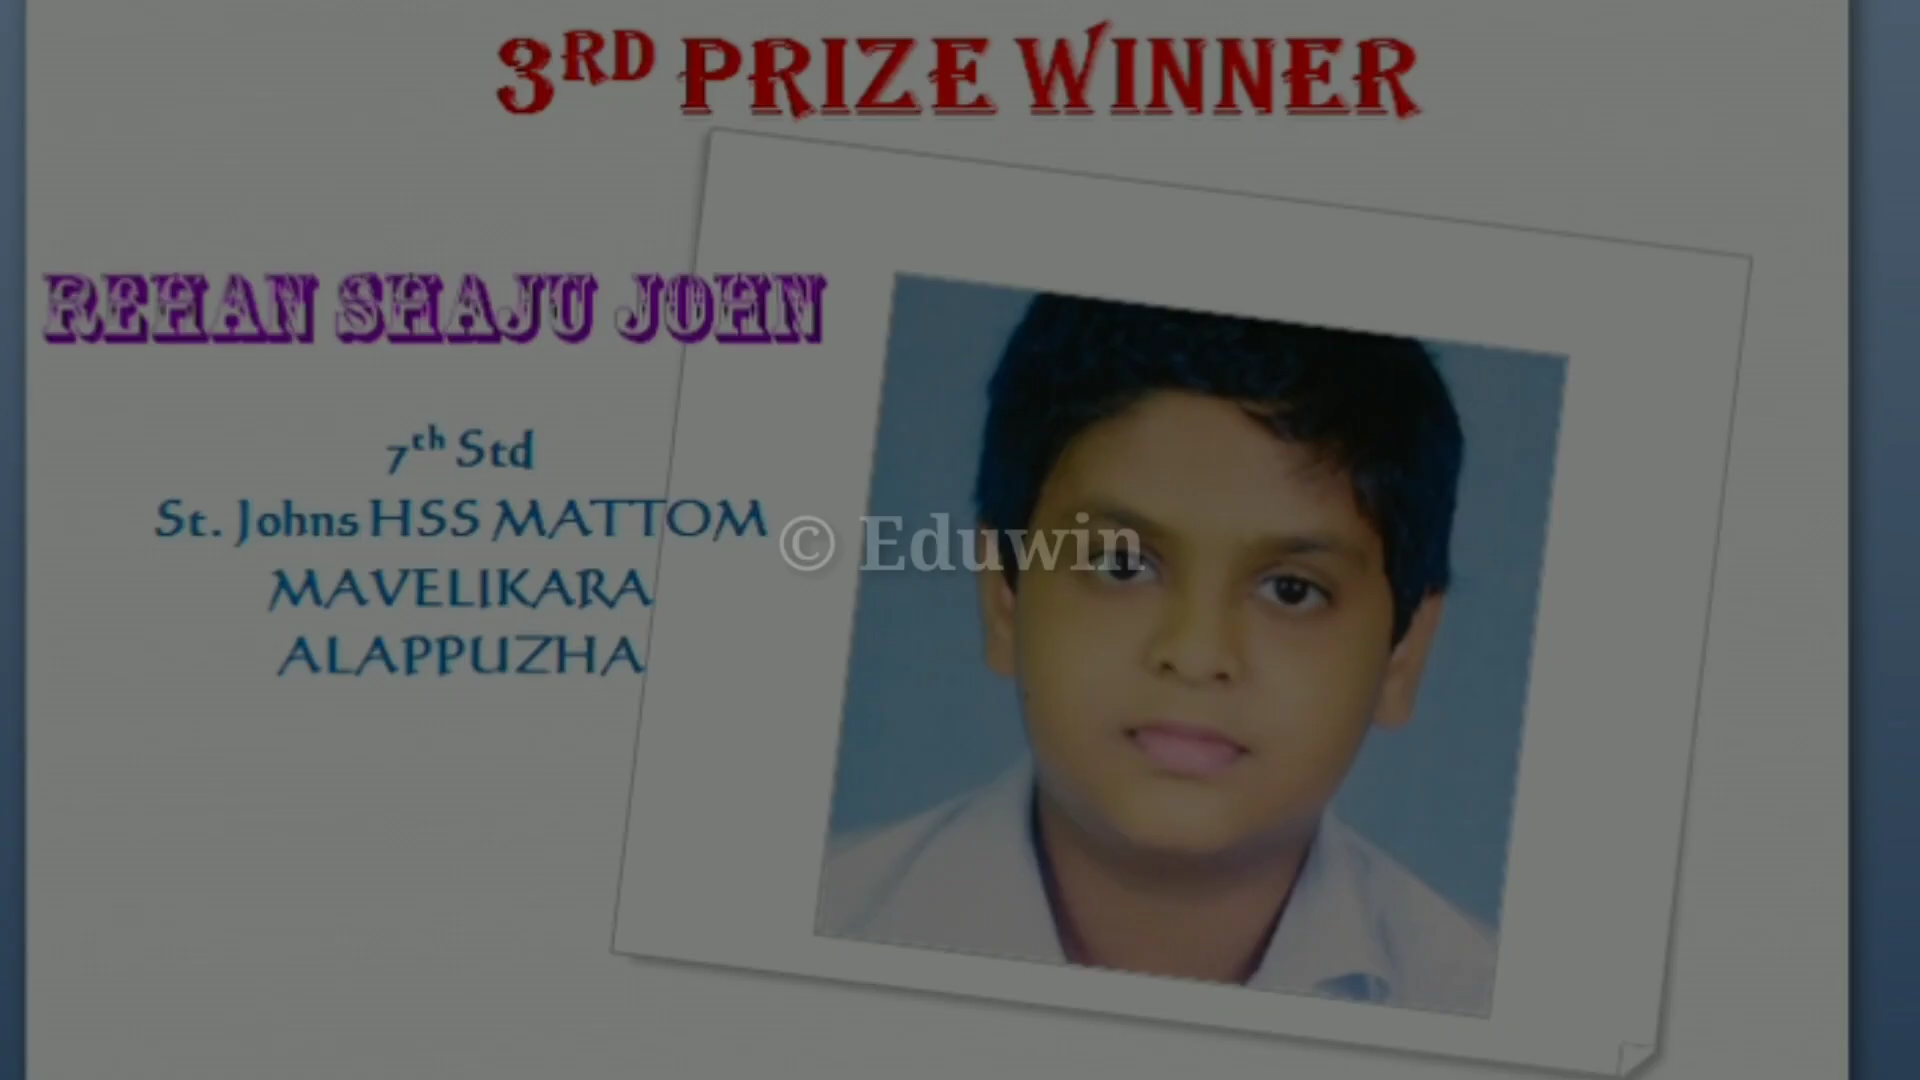 3RD PRIZE WINNER
REHAN SHAJU JOHN
7th Std
St. Johns HSS MATTOM
MAVELIKARA
ALAPPUZHA
© Eduwin